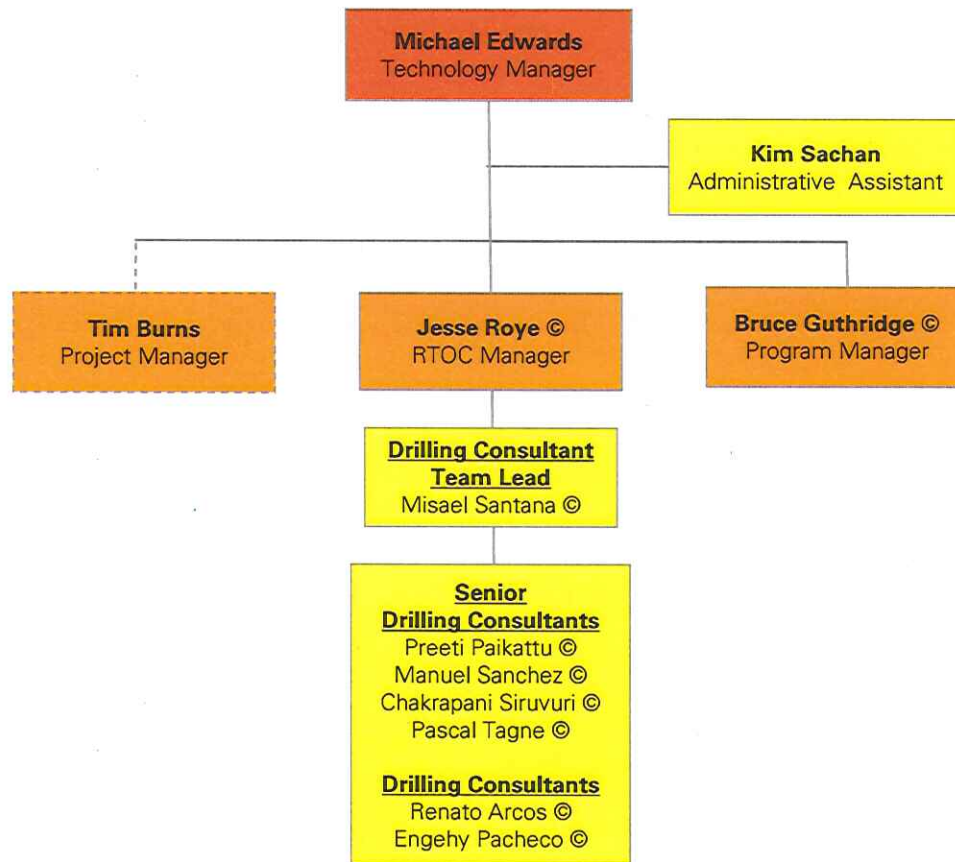 Michael Edwards
Technology Manager
Kim Sachan
Administrative Assistant
Tim Burns
Project Manager
Jesse Roye ©
RTOC Manager
Bruce Guthridge ©
Program Manager
Drilling Consultant
Team Lead
Misael Santana ©
Senior
Drilling Consultants
Preeti Paikattu ©
Manuel Sanchez ©
Chakrapani Siruvuri ©
Pascal Tagne ©
Drilling Consultants
Renato Arcos ©
Engehy Pacheco ©